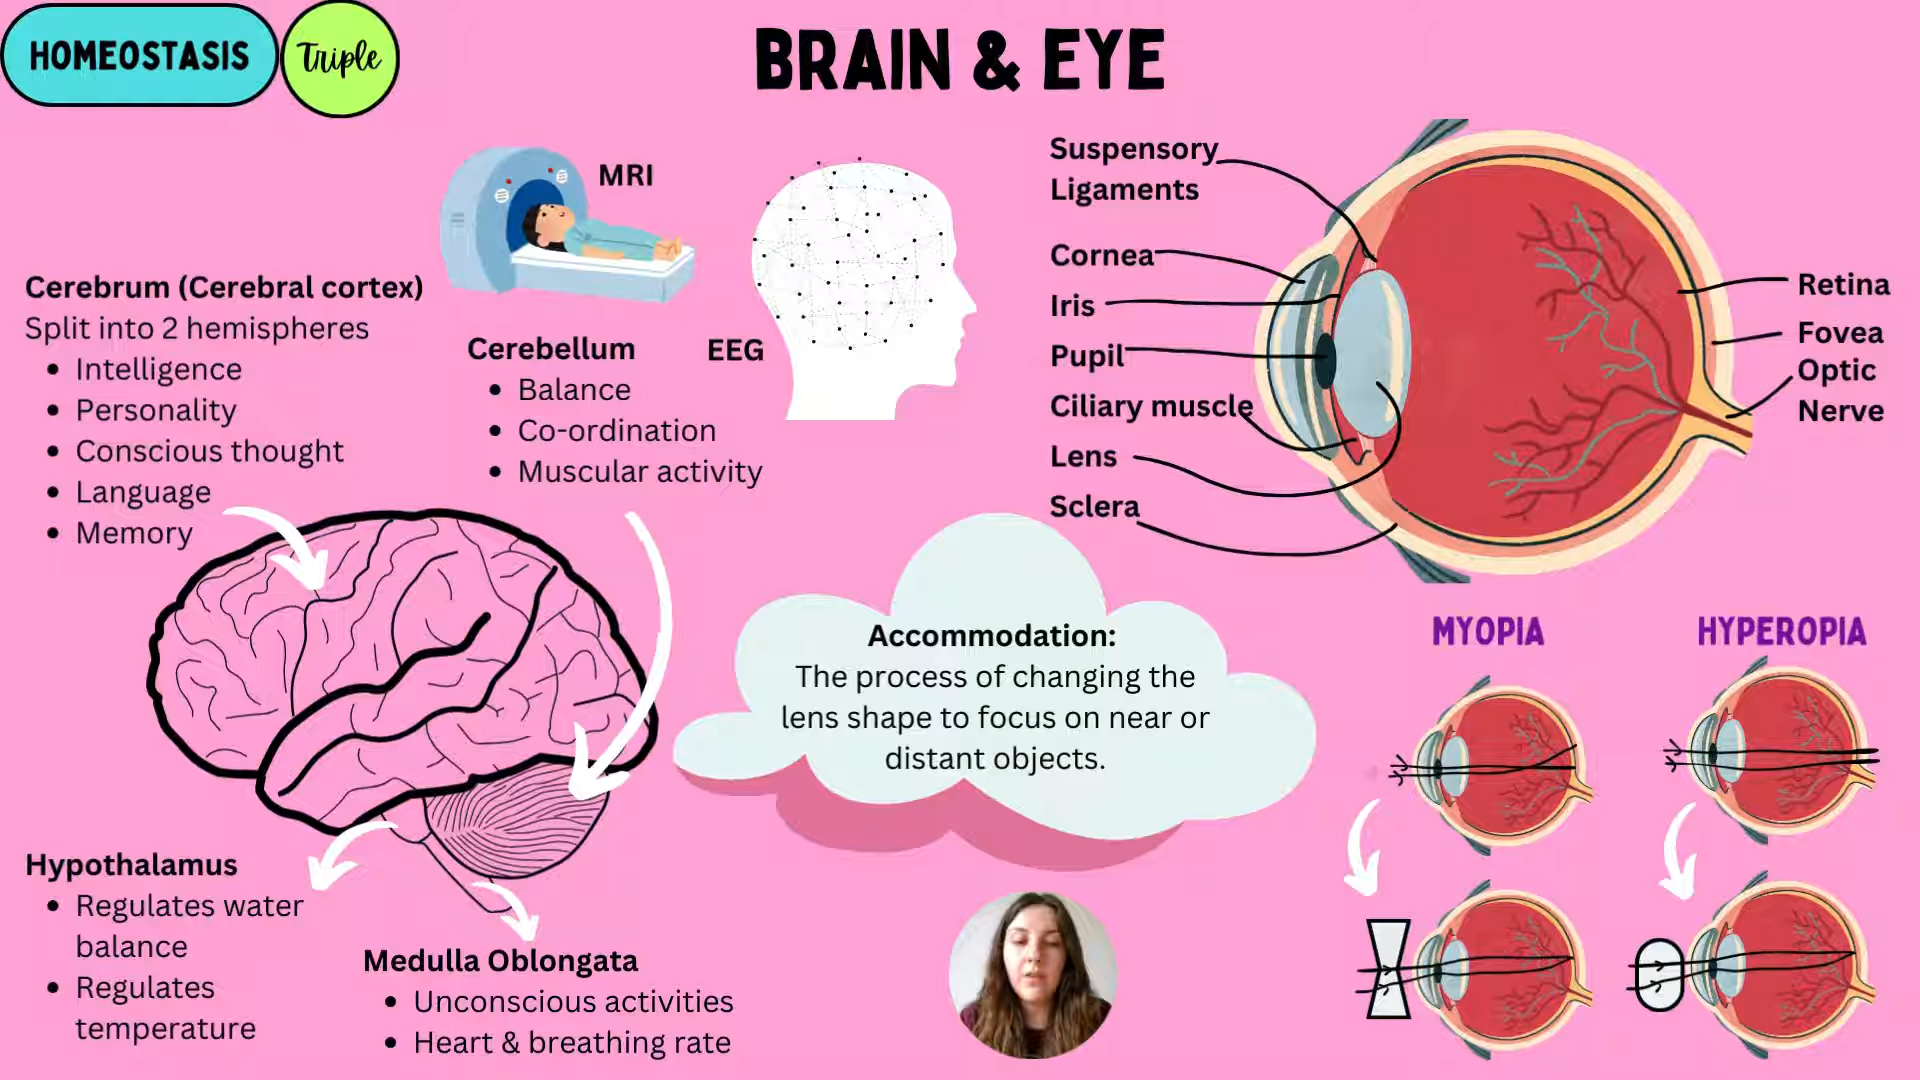 HOMEOSTASIS
Triple
BRAIN & EYE
MRI
EEG
Cerebrum (Cerebral cortex)
Split into 2 hemispheres
• Intelligence
• Personality
• Conscious thought
• Language
• Memory
Cerebellum
• Balance
• Co-ordination
• Muscular activity
Hypothalamus
• Regulates water
balance
• Regulates
temperature
Medulla Oblongata
• Unconscious activities
• Heart & breathing rate
Accommodation:
The process of changing the
lens shape to focus on near or
distant objects.
Suspensory
Ligaments
Cornea
Iris
Pupil
Ciliary muscle
Lens
Sclera
Retina
Fovea
Optic
Nerve
MYOPIA
HYPEROPIA